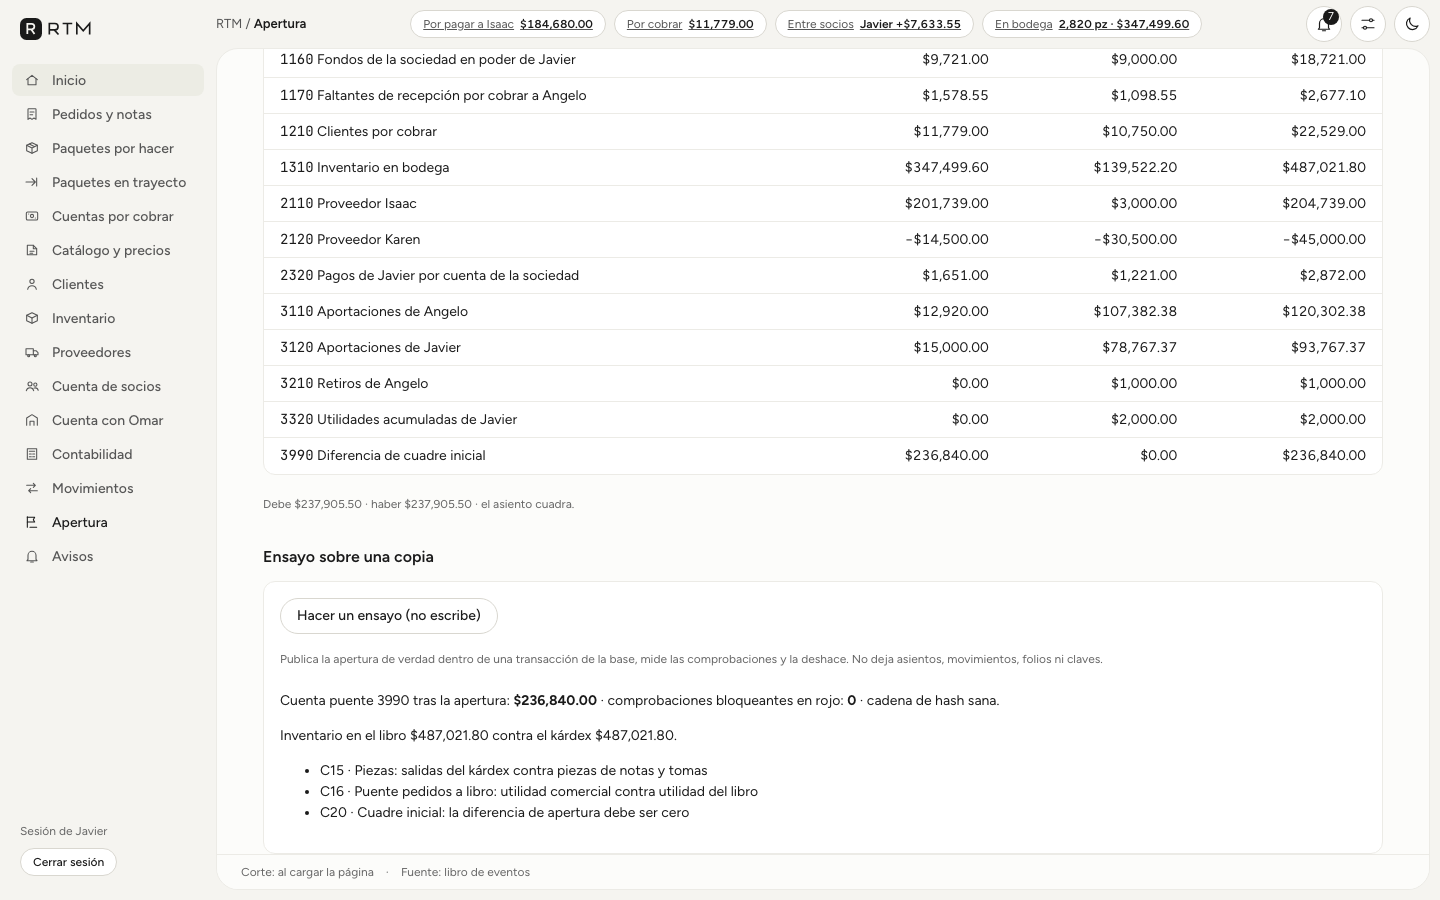 R RTM
RTM / Apertura
Por pagar a Isaac $184,680.00
Por cobrar $11,779.00
Entre socios Javier +$7,633.55
En bodega 2,820 pz · $347,499.60
7
Inicio
Pedidos y notas
Paquetes por hacer
Paquetes en trayecto
Cuentas por cobrar
Catálogo y precios
Clientes
Inventario
Proveedores
Cuenta de socios
Cuenta con Omar
Contabilidad
Movimientos
Apertura
Avisos
Sesión de Javier
Cerrar sesión
1160 Fondos de la sociedad en poder de Javier $9,721.00 $9,000.00 $18,721.00
1170 Faltantes de recepción por cobrar a Angelo $1,578.55 $1,098.55 $2,677.10
1210 Clientes por cobrar $11,779.00 $10,750.00 $22,529.00
1310 Inventario en bodega $347,499.60 $139,522.20 $487,021.80
2110 Proveedor Isaac $201,739.00 $3,000.00 $204,739.00
2120 Proveedor Karen −$14,500.00 −$30,500.00 −$45,000.00
2320 Pagos de Javier por cuenta de la sociedad $1,651.00 $1,221.00 $2,872.00
3110 Aportaciones de Angelo $12,920.00 $107,382.38 $120,302.38
3120 Aportaciones de Javier $15,000.00 $78,767.37 $93,767.37
3210 Retiros de Angelo $0.00 $1,000.00 $1,000.00
3320 Utilidades acumuladas de Javier $0.00 $2,000.00 $2,000.00
3990 Diferencia de cuadre inicial $236,840.00 $0.00 $236,840.00
Debe $237,905.50 · haber $237,905.50 · el asiento cuadra.
Ensayo sobre una copia
Hacer un ensayo (no escribe)
Publica la apertura de verdad dentro de una transacción de la base, mide las comprobaciones y la deshace. No deja asientos, movimientos, folios ni claves.
Cuenta puente 3990 tras la apertura: $236,840.00 · comprobaciones bloqueantes en rojo: 0 · cadena de hash sana.
Inventario en el libro $487,021.80 contra el kárdex $487,021.80.
• C15 · Piezas: salidas del kárdex contra piezas de notas y tomas
• C16 · Puente pedidos a libro: utilidad comercial contra utilidad del libro
• C20 · Cuadre inicial: la diferencia de apertura debe ser cero
Corte: al cargar la página · Fuente: libro de eventos